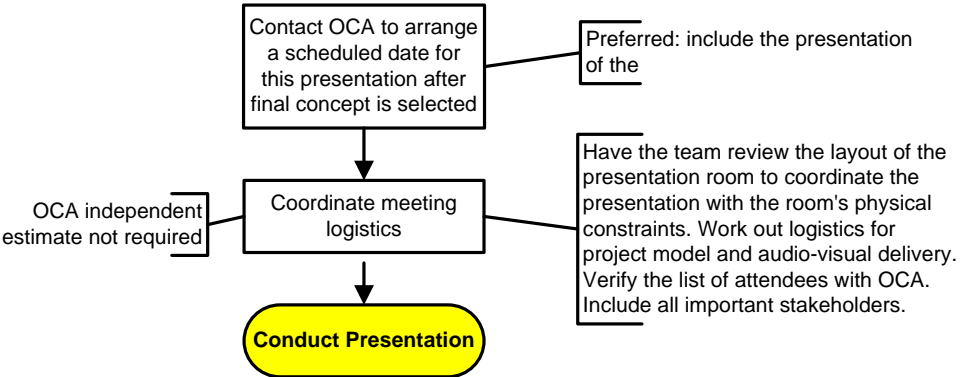 Contact OCA to arrange
a scheduled date for
this presentation after
final concept is selected
Preferred: include the presentation
of the
Coordinate meeting
logistics
OCA independent
estimate not required
Have the team review the layout of the
presentation room to coordinate the
presentation with the room's physical
constraints. Work out logistics for
project model and audio-visual delivery.
Verify the list of attendees with OCA.
Include all important stakeholders.
Conduct Presentation